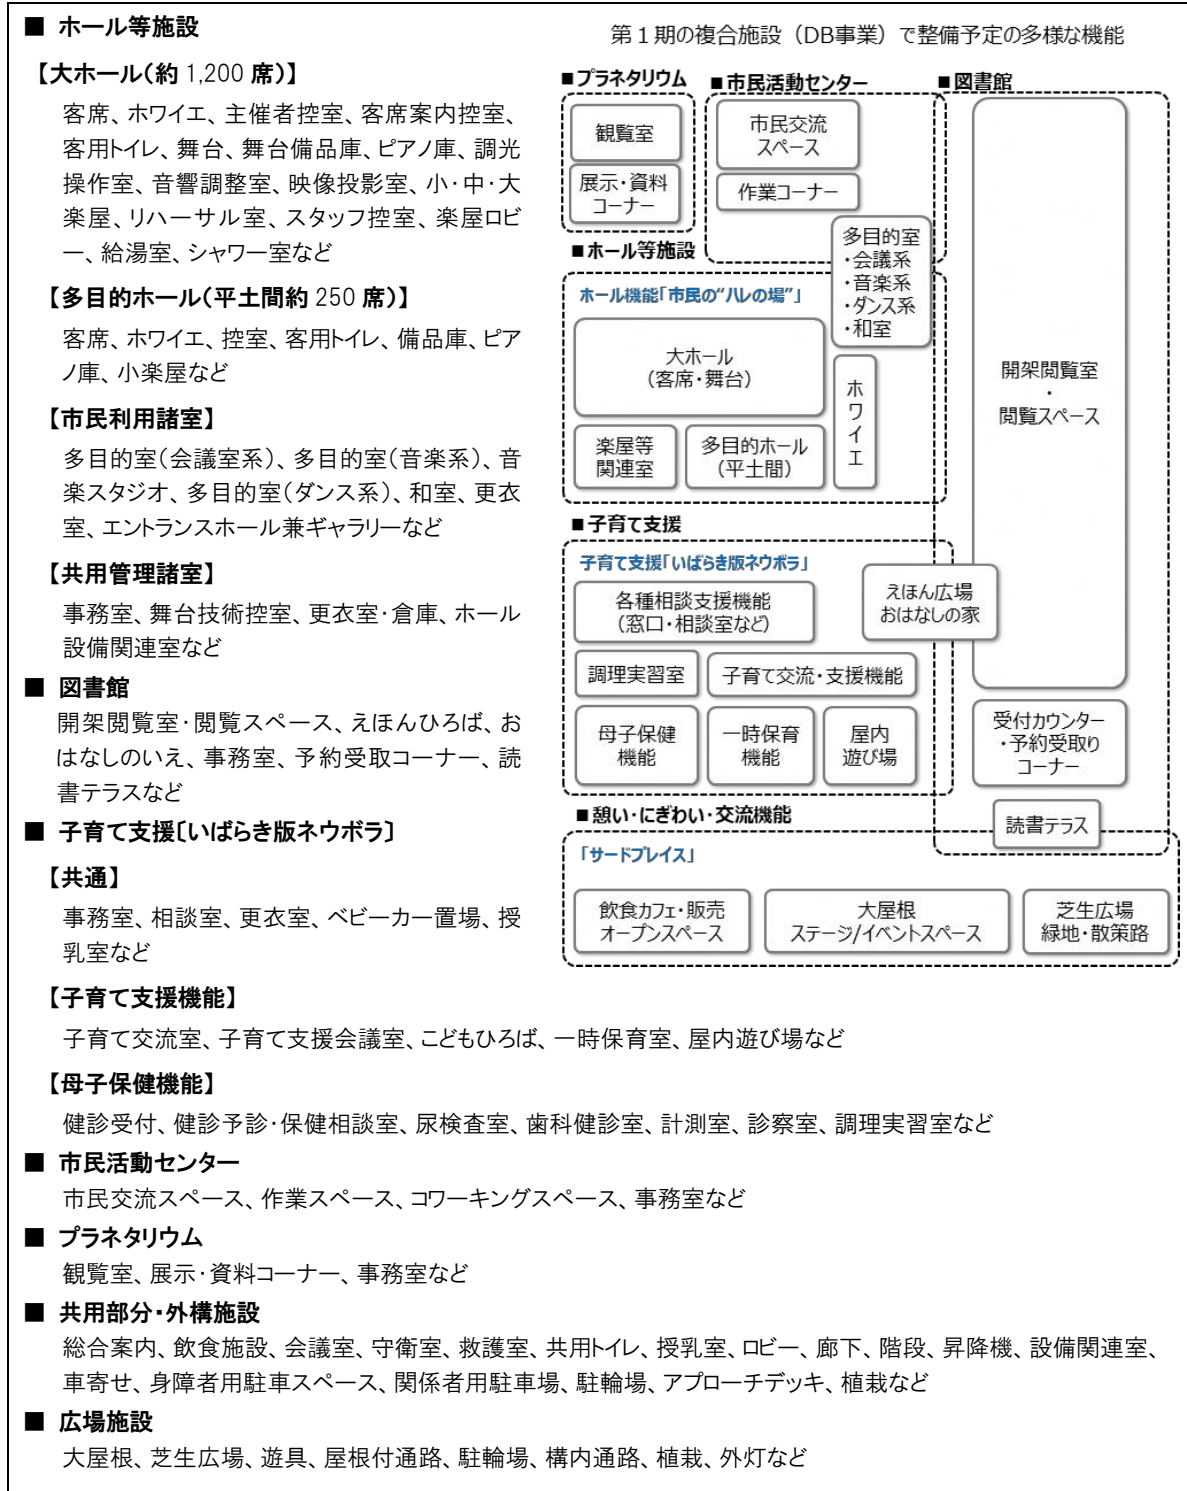 ■ ホール等施設
【大ホール（約 1,200 席）】
客席、ホワイエ、主催者控室、客席案内控室、
客用トイレ、舞台、舞台備品庫、ピアノ庫、調光
操作室、音響調整室、映像投影室、小・中・大
楽屋、リハーサル室、スタッフ控室、楽屋ロビ
ー、給湯室、シャワー室など
【多目的ホール（平土間約 250 席）】
客席、ホワイエ、控室、客用トイレ、備品庫、ピア
ノ庫、小楽屋など
【市民利用諸室】
多目的室（会議室系）、多目的室（音楽系）、音
楽スタジオ、多目的室（ダンス系）、和室、更衣
室、エントランスホール兼ギャラリーなど
【共用管理諸室】
事務室、舞台技術控室、更衣室・倉庫、ホール
設備関連室など
■ 図書館
開架閲覧室・閲覧スペース、えほんひろば、お
はなしのいえ、事務室、予約受取コーナー、読
書テラスなど
■ 子育て支援〔いばらき版ネウボラ〕
【共通】
事務室、相談室、更衣室、ベビーカー置場、授
乳室など
【子育て支援機能】
子育て交流室、子育て支援会議室、こどもひろば、一時保育室、屋内遊び場など
【母子保健機能】
健診受付、健診予診・保健相談室、尿検査室、歯科健診室、計測室、診察室、調理実習室など
■ 市民活動センター
市民交流スペース、作業スペース、コワーキングスペース、事務室など
■ プラネタリウム
観覧室、展示・資料コーナー、事務室など
■ 共用部分・外構施設
総合案内、飲食施設、会議室、守衛室、救護室、共用トイレ、授乳室、ロビー、廊下、階段、昇降機、設備関連室、
車寄せ、身障者用駐車スペース、関係者用駐車場、駐輪場、アプローチデッキ、植栽など
■ 広場施設
大屋根、芝生広場、遊具、屋根付通路、駐輪場、構内通路、植栽、外灯など
第１期の複合施設（DB事業）で整備予定の多様な機能
■プラネタリウム
観覧室
展示・資料
コーナー
■市民活動センター
市民交流
スペース
作業コーナー
多目的室
・会議系
・音楽系
・ダンス系
・和室
■図書館
開架閲覧室
・
閲覧スペース
■ホール等施設
ホール機能「市民の“ハレの場”」
大ホール
（客席・舞台）
ホワイエ
楽屋等
関連室
多目的ホール
（平土間）
■子育て支援
子育て支援「いばらき版ネウボラ」
各種相談支援機能
（窓口・相談室など）
えほん広場
おはなしの家
調理実習室
子育て交流・支援機能
母子保健
機能
一時保育
機能
屋内
遊び場
受付カウンター
・予約受取り
コーナー
読書テラス
■憩い・にぎわい・交流機能
「サードプレイス」
飲食カフェ・販売
オープンスペース
大屋根
ステージ/イベントスペース
芝生広場
緑地・散策路